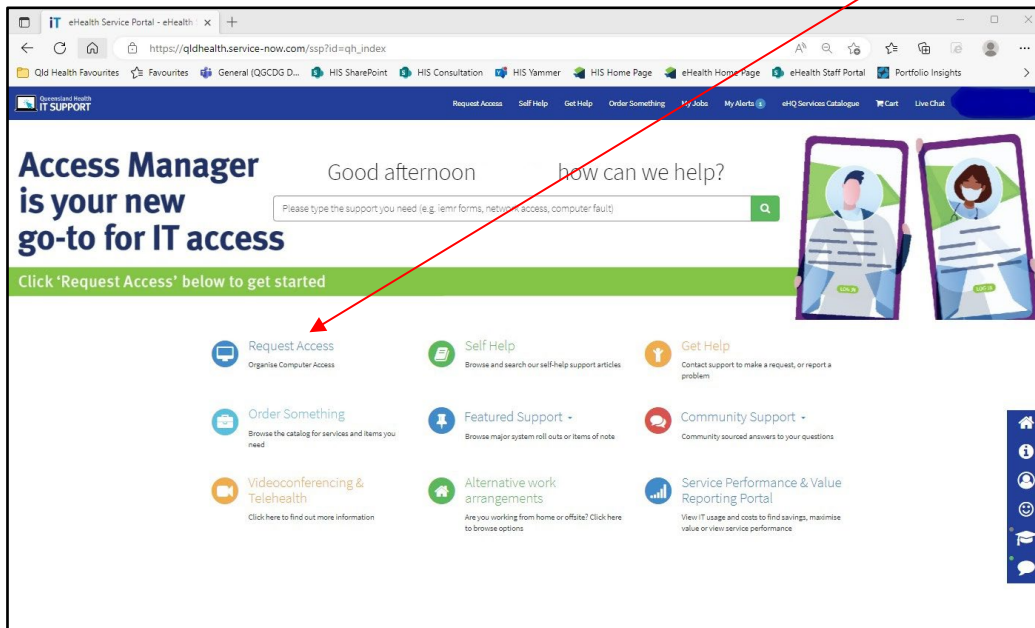 iT eHealth Service Portal - eHealth
https://qldhealth.service-now.com/ssp?id=qh_index
Qld Health Favourites Favourites General (QGCDG D... HIS SharePoint HIS Consultation HIS Yammer HIS Home Page eHealth Home Page eHealth Staff Portal Portfolio Insights
Queensland Health
IT SUPPORT
Request Access Self Help Get Help Order Something My Jobs My Alerts 1 eHQ Services Catalogue Cart Live Chat
Access Manager
is your new
go-to for IT access
Good afternoon how can we help?
Please type the support you need (e.g. iemr forms, network access, computer fault)
LOG IN
LOG IN
Click 'Request Access' below to get started
Request Access
Organise Computer Access
Self Help
Browse and search our self-help support articles
Get Help
Contact support to make a request, or report a
problem
Order Something
Browse the catalog for services and items you
need
Featured Support
Browse major system roll outs or items of note
Community Support
Community sourced answers to your questions
Videoconferencing &
Telehealth
Click here to find out more information
Alternative work
arrangements
Are you working from home or offsite? Click here
to browse options
Service Performance & Value
Reporting Portal
View IT usage and costs to find savings, maximise
value or view service performance